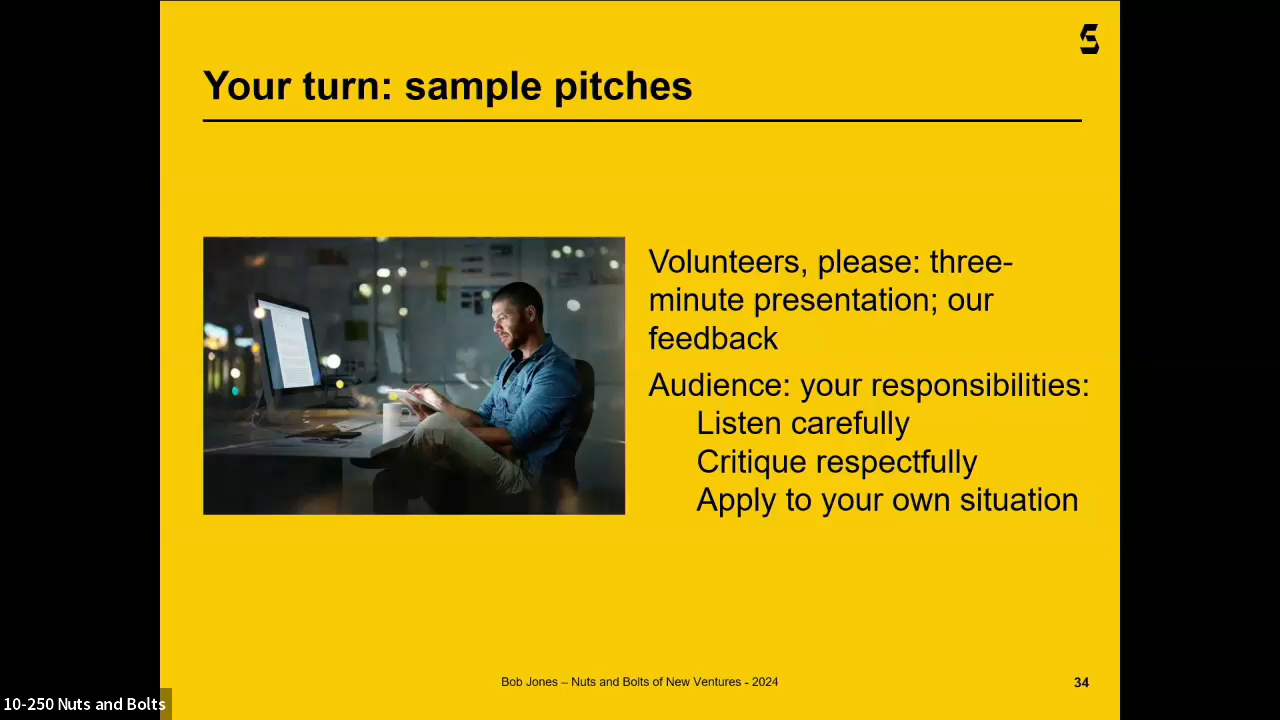 Your turn: sample pitches
Volunteers, please: three-
minute presentation; our
feedback
Audience: your responsibilities:
Listen carefully
Critique respectfully
Apply to your own situation
Bob Jones – Nuts and Bolts of New Ventures - 2024
34
10-250 Nuts and Bolts